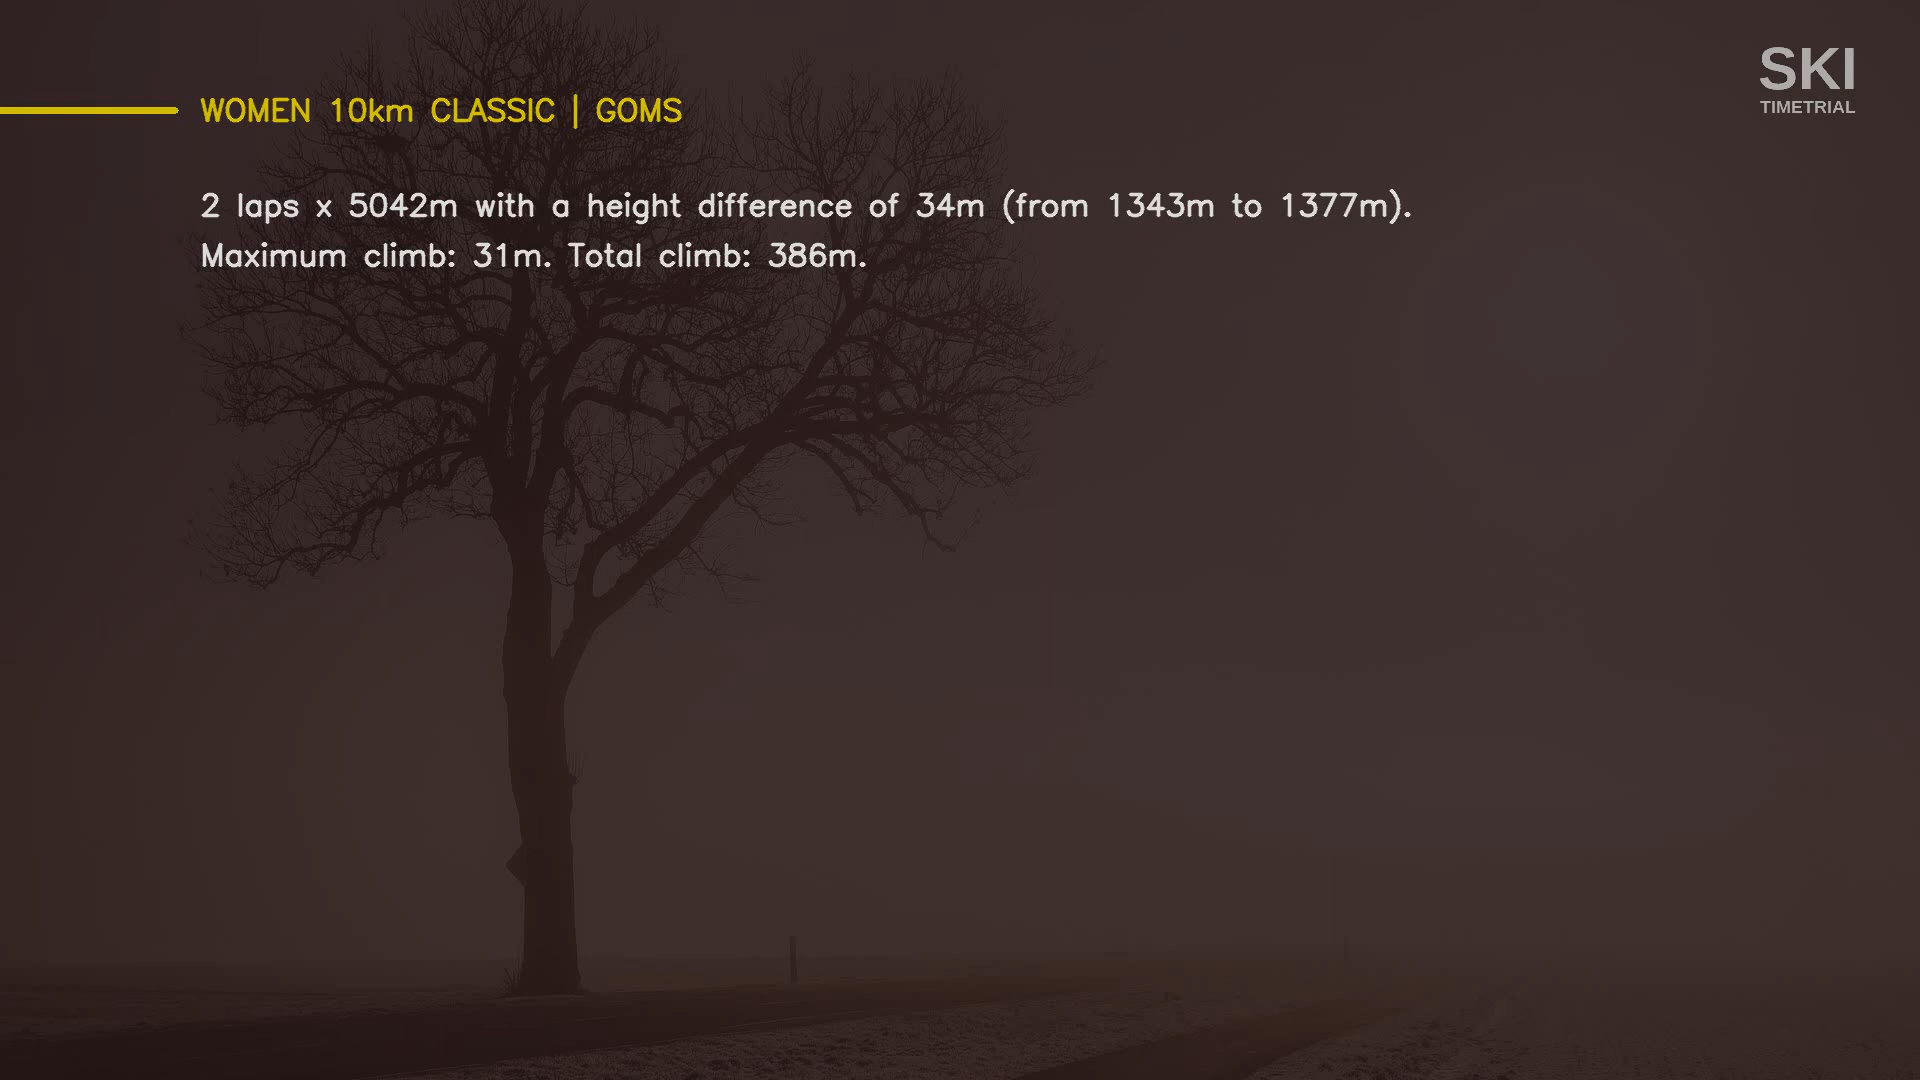 SKI
TIMETRIAL
WOMEN 10km CLASSIC | GOMS
2 laps x 5042m with a height difference of 34m (from 1343m to 1377m).
Maximum climb: 31m. Total climb: 386m.